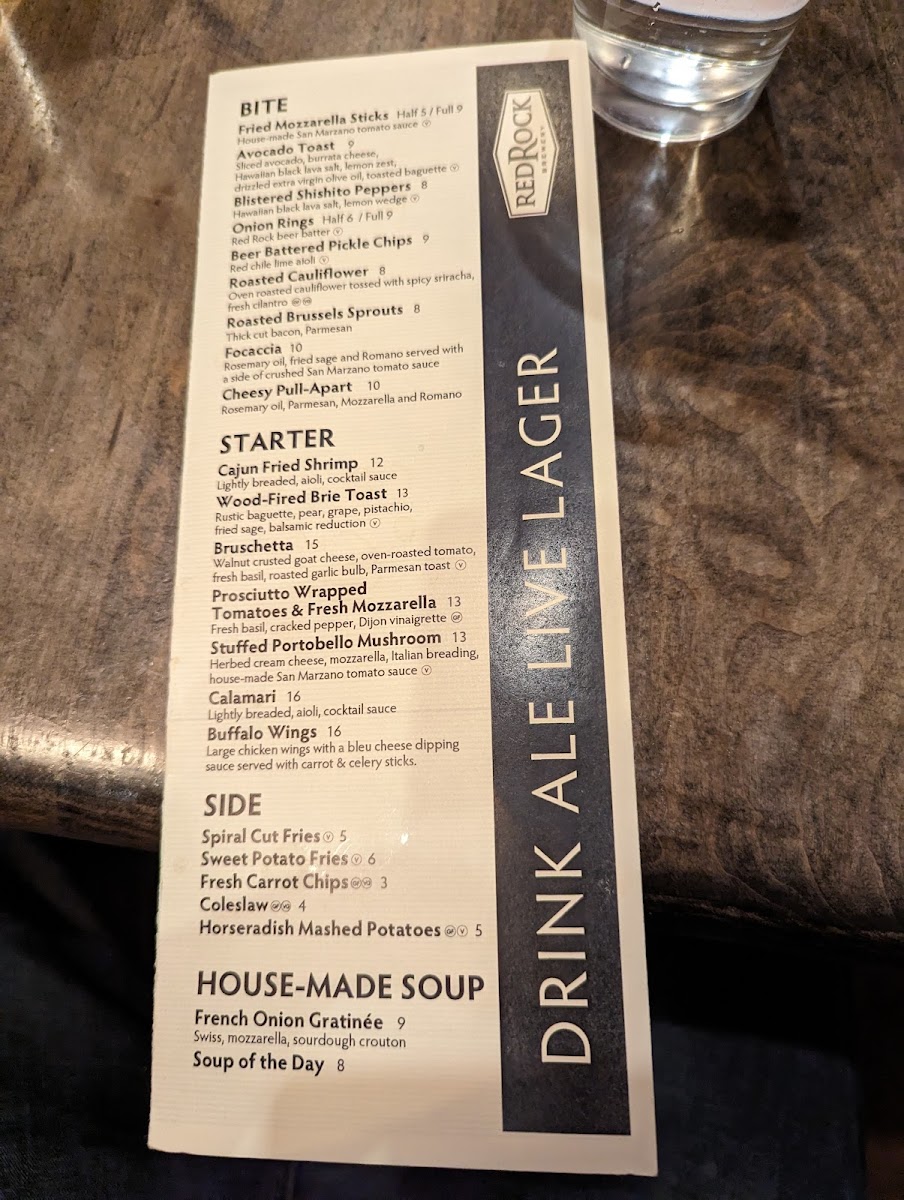 BITE
Fried Mozzarella Sticks Half 5 / Full 9
House-made San Marzano tomato sauce Ⓥ
Avocado Toast 9
Sliced avocado, burrata cheese,
Hawaiian black lava salt, lemon zest,
drizzled extra virgin olive oil, toasted baguette Ⓥ
Blistered Shishito Peppers 8
Hawaiian black lava salt, lemon wedge Ⓥ
Onion Rings Half 6 / Full 9
Red Rock beer batter Ⓥ
Beer Battered Pickle Chips 9
Red chile lime aioli Ⓥ
Roasted Cauliflower 8
Oven roasted cauliflower tossed with spicy sriracha,
fresh cilantro GF VG
Roasted Brussels Sprouts 8
Thick cut bacon, Parmesan
Focaccia 10
Rosemary oil, fried sage and Romano served with
a side of crushed San Marzano tomato sauce
Cheesy Pull-Apart 10
Rosemary oil, Parmesan, Mozzarella and Romano
STARTER
Cajun Fried Shrimp 12
Lightly breaded, aioli, cocktail sauce
Wood-Fired Brie Toast 13
Rustic baguette, pear, grape, pistachio,
fried sage, balsamic reduction Ⓥ
Bruschetta 15
Walnut crusted goat cheese, oven-roasted tomato,
fresh basil, roasted garlic bulb, Parmesan toast Ⓥ
Prosciutto Wrapped
Tomatoes & Fresh Mozzarella 13
Fresh basil, cracked pepper, Dijon vinaigrette GF
Stuffed Portobello Mushroom 13
Herbed cream cheese, mozzarella, Italian breading,
house-made San Marzano tomato sauce Ⓥ
Calamari 16
Lightly breaded, aioli, cocktail sauce
Buffalo Wings 16
Large chicken wings with a bleu cheese dipping
sauce served with carrot & celery sticks.
SIDE
Spiral Cut Fries Ⓥ 5
Sweet Potato Fries Ⓥ 6
Fresh Carrot Chips GF VG 3
Coleslaw GF VG 4
Horseradish Mashed Potatoes GF Ⓥ 5
HOUSE-MADE SOUP
French Onion Gratinée 9
Swiss, mozzarella, sourdough crouton
Soup of the Day 8
RED ROCK
BREWERY
DRINK ALE LIVE LAGER